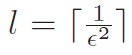 l = ⌈1/ϵ²⌉